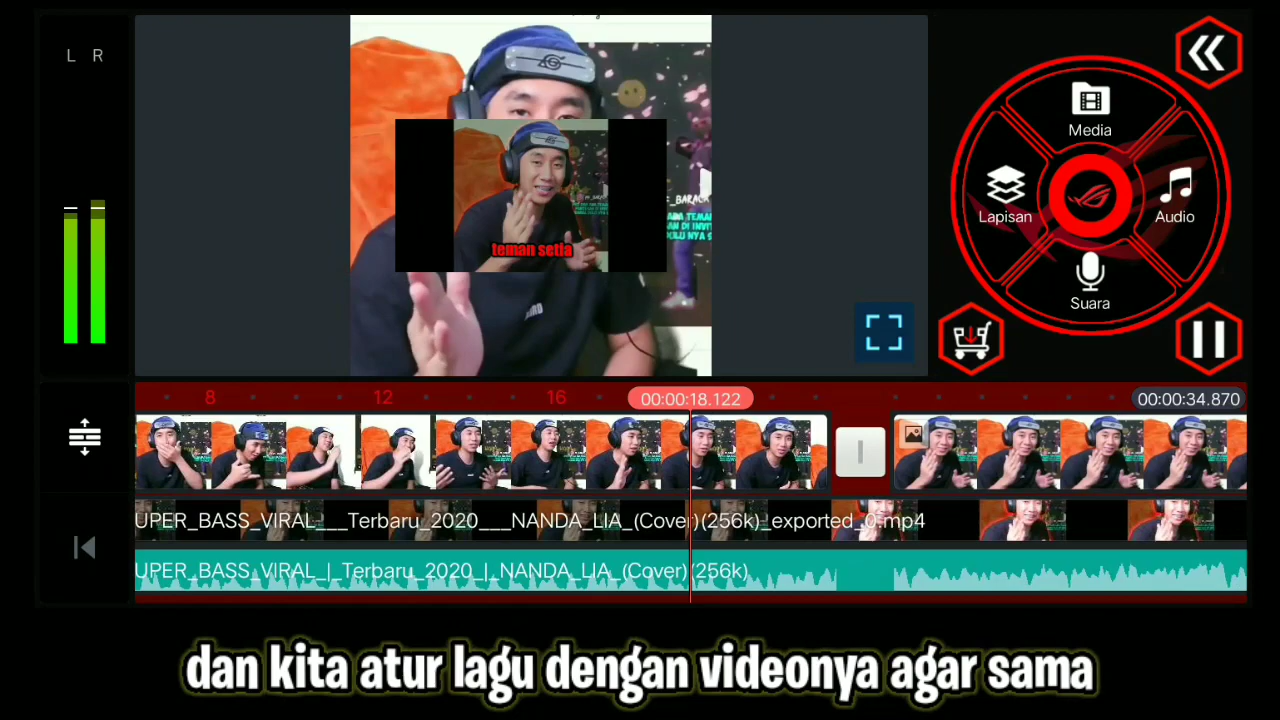 L R
Media
Lapisan
Audio
Suara
teman setia
8
12
16
00:00:18.122
00:00:34.870
UPER_BASS_VIRAL___Terbaru_2020___NANDA_LIA_(Cover)(256k)_exported_0.mp4
UPER_BASS_VIRAL_|_Terbaru_2020_|_NANDA_LIA_(Cover)(256k)
dan kita atur lagu dengan videonya agar sama